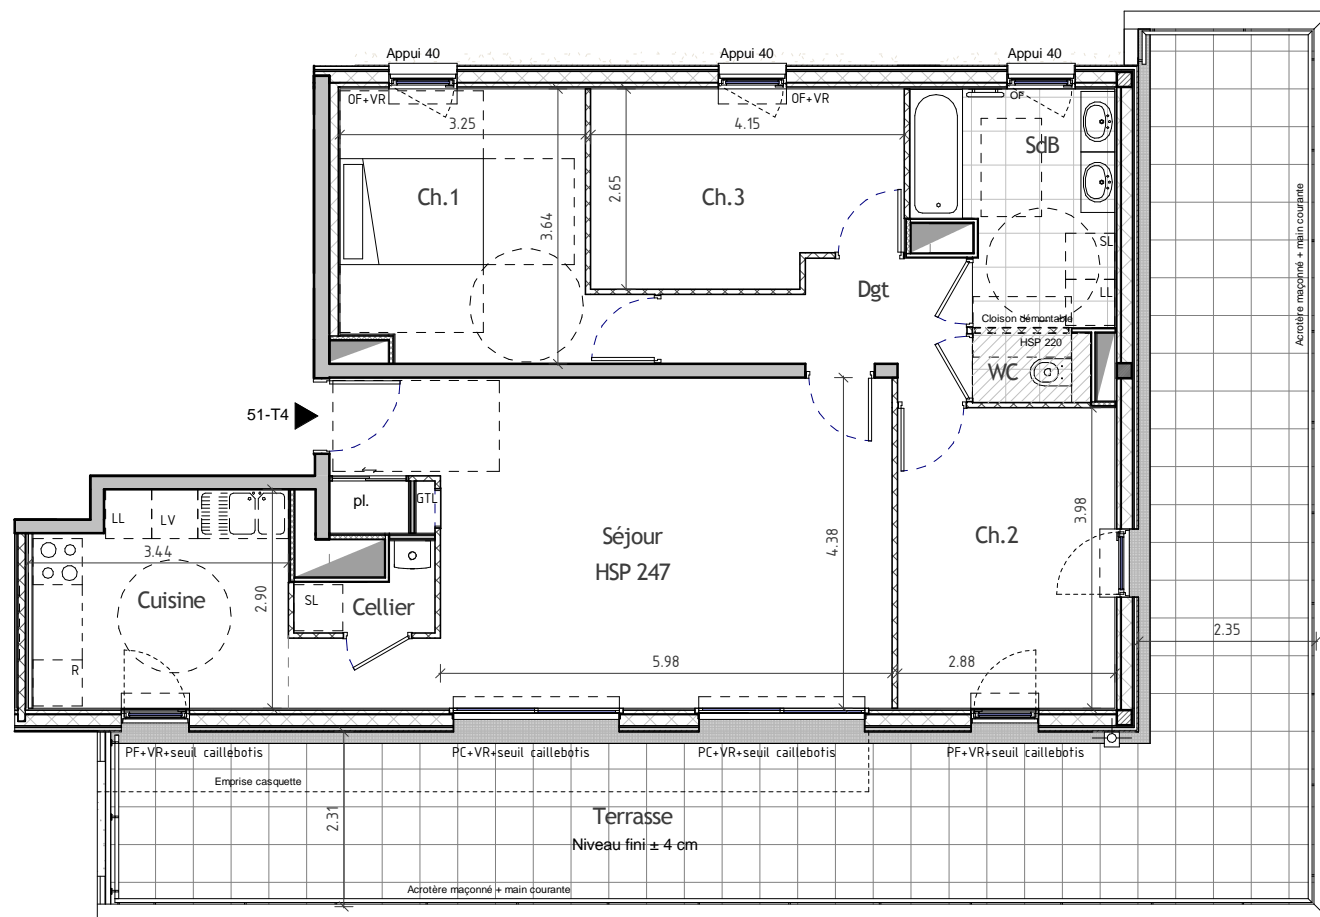 Appui 40
Appui 40
Appui 40
OF+VR
OF+VR
OF
3.25
4.15
SdB
Ch.1
2.65
Ch.3
3.64
SL
Acrotère maçonné + main courante
Dgt
LL
Cloison démontable
HSP 220
WC
51-T4
pl.
GTL
LL
LV
3.44
Séjour
HSP 247
4.38
Ch.2
3.98
Cuisine
2.90
SL
Cellier
2.35
R
5.98
2.88
PF+VR+seuil caillebotis
PC+VR+seuil caillebotis
PC+VR+seuil caillebotis
PF+VR+seuil caillebotis
Emprise casquette
2.31
Terrasse
Niveau fini ± 4 cm
Acrotère maçonné + main courante